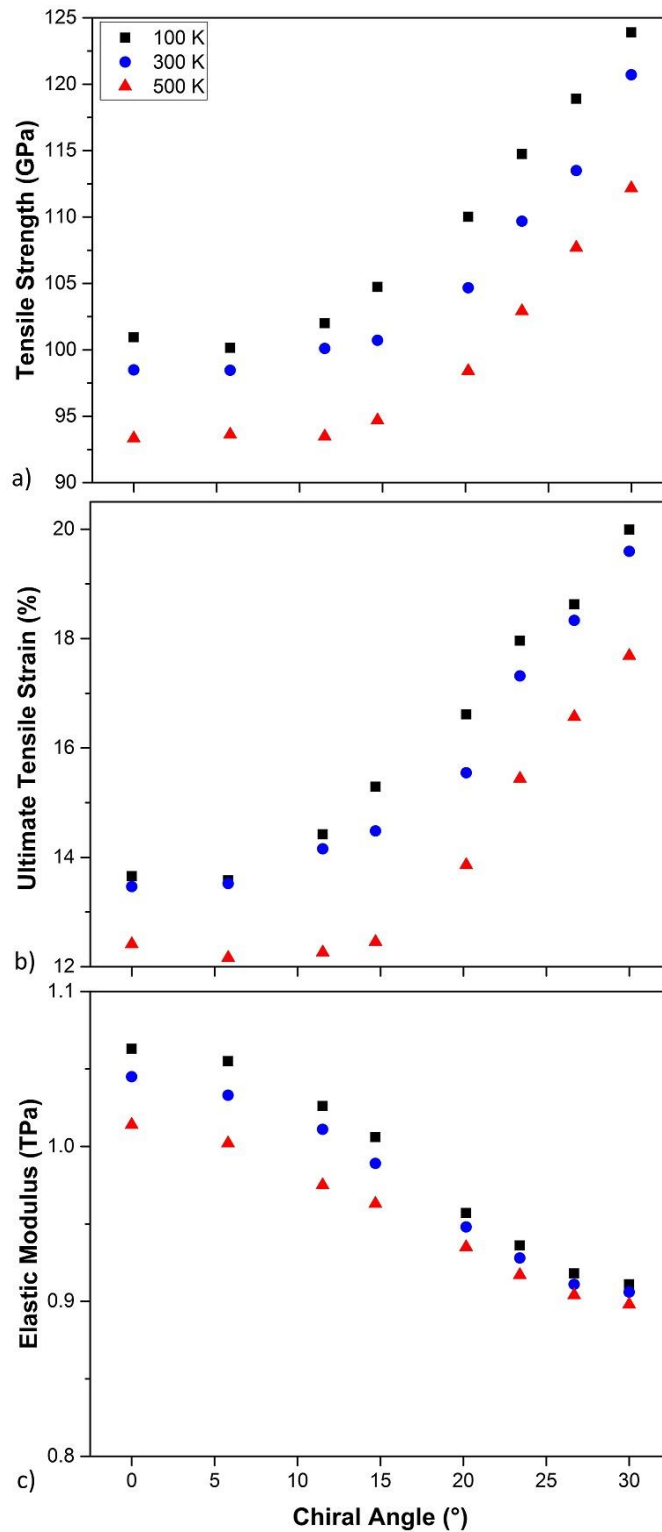 125
120
115
110
105
100
95
90
Tensile Strength (GPa)
100 K
300 K
500 K
a)
20
18
16
14
12
Ultimate Tensile Strain (%)
b)
1.1
1.0
0.9
0.8
Elastic Modulus (TPa)
c)
0 5 10 15 20 25 30
Chiral Angle (°)